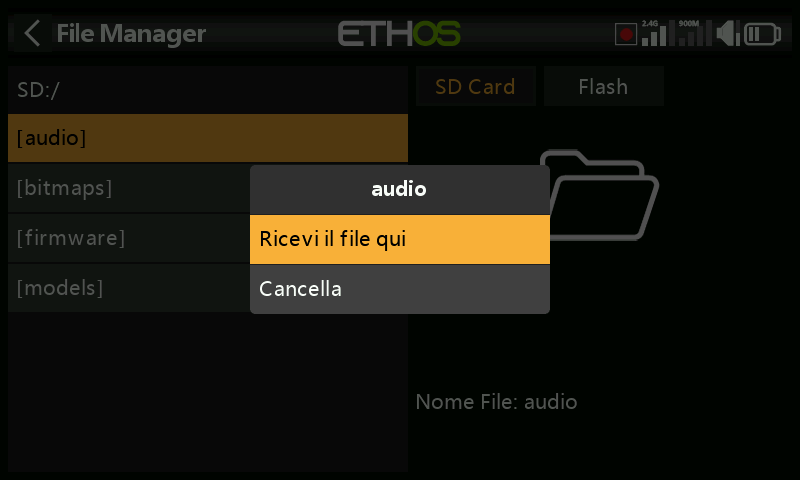 File Manager
ETHOS
2.4G
900M
SD:/
SD Card
Flash
[audio]
[bitmaps]
audio
[firmware]
Ricevi il file qui
[models]
Cancella
Nome File: audio